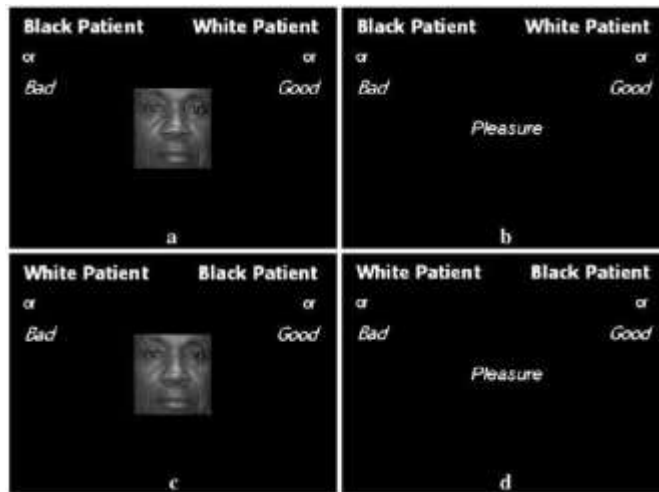 Black Patient White Patient
or or
Bad Good
a
Black Patient White Patient
or or
Bad Good
Pleasure
b
White Patient Black Patient
or or
Bad Good
c
White Patient Black Patient
or or
Bad Good
Pleasure
d